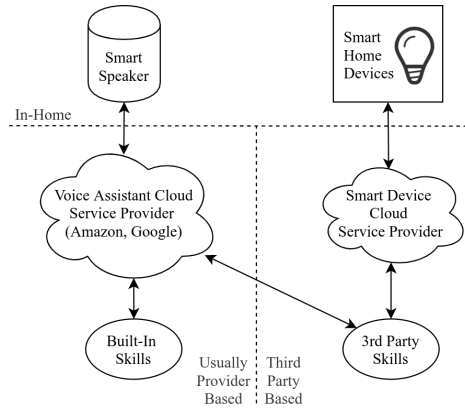 Smart
Speaker
Smart
Home
Devices
In-Home
Voice Assistant Cloud
Service Provider
(Amazon, Google)
Smart Device
Cloud
Service Provider
Built-In
Skills
Usually
Provider
Based
Third
Party
Based
3rd Party
Skills